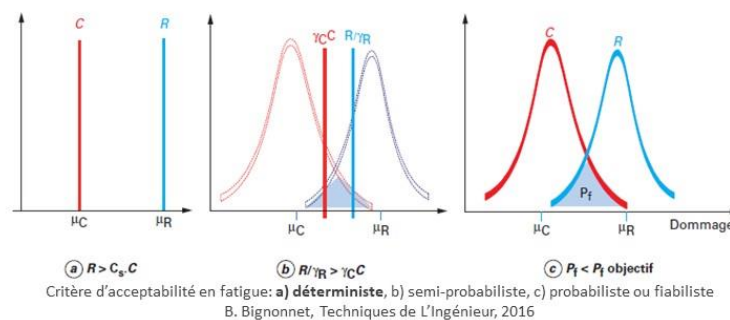 C R
γCC R/γR
C R
Pf
μC μR
μC μR
μC μR Dommage
a R > Cs.C
b R/γR > γCC
c Pf < Pf objectif
Critère d'acceptabilité en fatigue: a) déterministe, b) semi-probabiliste, c) probabiliste ou fiabiliste
B. Bignonnet, Techniques de L'Ingénieur, 2016